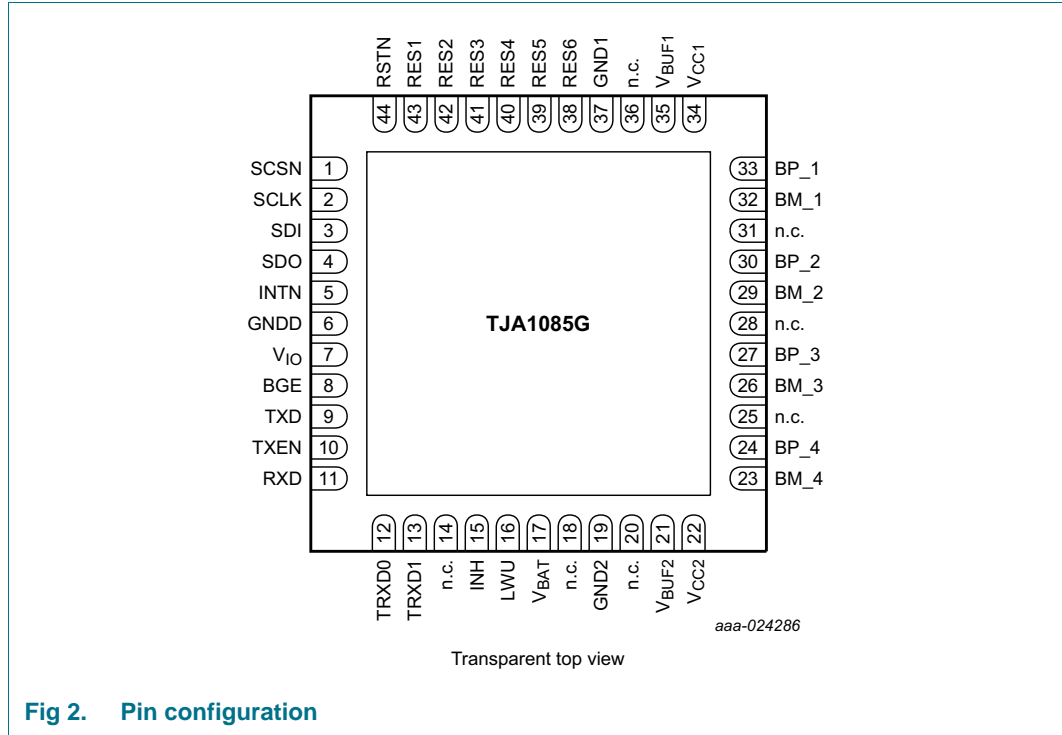 RSTN RES1 RES2 RES3 RES4 RES5 RES6 GND1 n.c. VBUF1 VCC1
44 43 42 41 40 39 38 37 36 35 34
SCSN 1 33 BP_1
SCLK 2 32 BM_1
SDI 3 31 n.c.
SDO 4 30 BP_2
INTN 5 29 BM_2
GNDD 6 TJA1085G 28 n.c.
VIO 7 27 BP_3
BGE 8 26 BM_3
TXD 9 25 n.c.
TXEN 10 24 BP_4
RXD 11 23 BM_4
12 13 14 15 16 17 18 19 20 21 22
TRXD0 TRXD1 n.c. INH LWU VBAT n.c. GND2 n.c. VBUF2 VCC2
aaa-024286
Transparent top view
Fig 2. Pin configuration